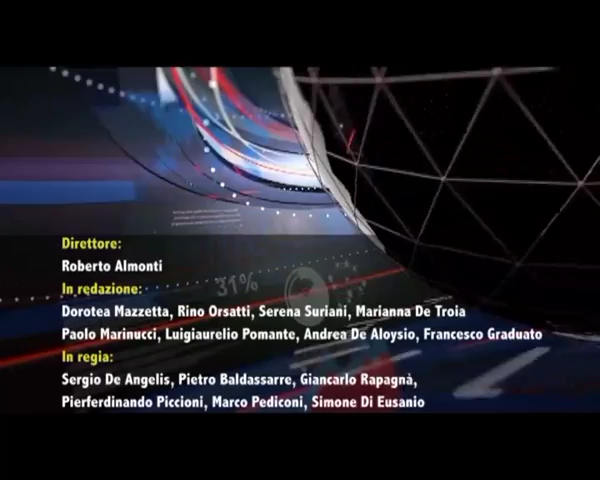 31%
Direttore:
Roberto Almonti
In redazione:
Dorotea Mazzetta, Rino Orsatti, Serena Suriani, Marianna De Troia
Paolo Marinucci, Luigiaurelio Pomante, Andrea De Aloysio, Francesco Graduato
In regia:
Sergio De Angelis, Pietro Baldassarre, Giancarlo Rapagnà,
Pierferdinando Piccioni, Marco Pediconi, Simone Di Eusanio